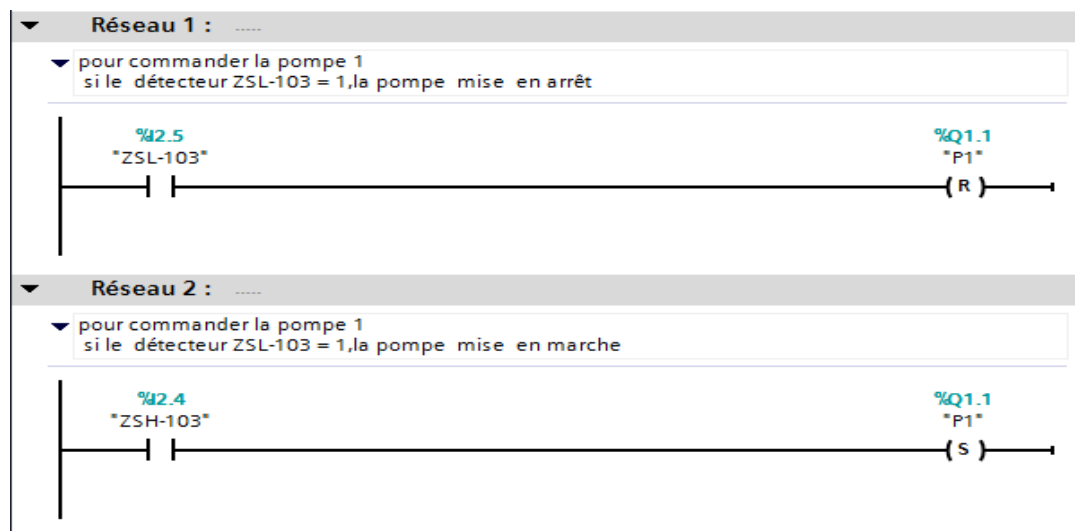 Réseau 1 : .....
pour commander la pompe 1
si le détecteur ZSL-103 = 1,la pompe mise en arrêt
%I2.5
"ZSL-103"
%Q1.1
"P1"
R
Réseau 2 : .....
pour commander la pompe 1
si le détecteur ZSL-103 = 1,la pompe mise en marche
%I2.4
"ZSH-103"
%Q1.1
"P1"
S